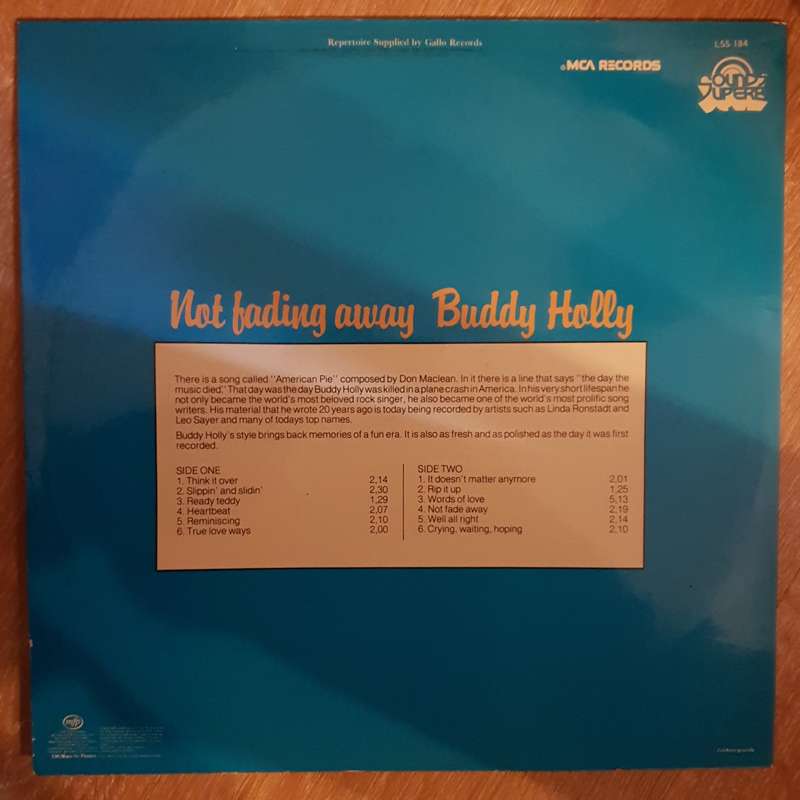 Repertoire Supplied by Gallo Records
LSS 184
MCA RECORDS
SOUNDS
SUPERB
Not fading away Buddy Holly
There is a song called "American Pie" composed by Don Maclean. In it there is a line that says "the day the
music died." That day was the day Buddy Holly was killed in a plane crash in America. In his very short lifespan he
not only became the world's most beloved rock singer, he also became one of the world's most prolific song
writers. His material that he wrote 20 years ago is today being recorded by artists such as Linda Ronstadt and
Leo Sayer and many of todays top names.
Buddy Holly's style brings back memories of a fun era. It is also as fresh and as polished as the day it was first
recorded.
SIDE ONE
1. Think it over 2,14
2. Slippin' and slidin' 2,30
3. Ready teddy 1,29
4. Heartbeat 2,07
5. Reminiscing 2,10
6. True love ways 2,00
SIDE TWO
1. It doesn't matter anymore 2,01
2. Rip it up 1,25
3. Words of love 5,13
4. Not fade away 2,19
5. Well all right 2,14
6. Crying, waiting, hoping 2,10
mfp